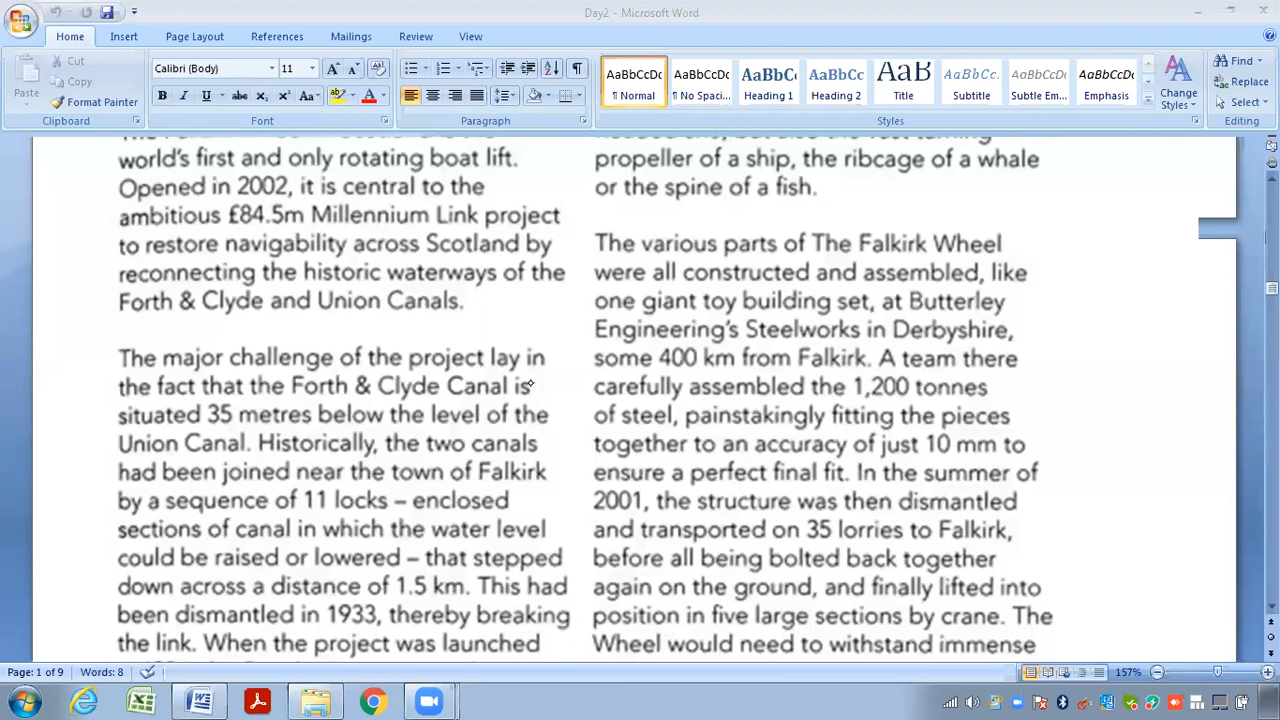 Day2 - Microsoft Word
Home Insert Page Layout References Mailings Review View
Paste
Cut
Copy
Format Painter
Clipboard
Calibri (Body) 11
Font
Paragraph
AaBbCcDc AaBbCcDc AaBbC AaBbCc AaB AaBbCc. AaBbCcDc AaBbCcDc
¶ Normal ¶ No Spaci... Heading 1 Heading 2 Title Subtitle Subtle Em... Emphasis
Change Styles
Styles
Find
Replace
Select
Editing
world's first and only rotating boat lift.
Opened in 2002, it is central to the
ambitious £84.5m Millennium Link project
to restore navigability across Scotland by
reconnecting the historic waterways of the
Forth & Clyde and Union Canals.
The major challenge of the project lay in
the fact that the Forth & Clyde Canal is
situated 35 metres below the level of the
Union Canal. Historically, the two canals
had been joined near the town of Falkirk
by a sequence of 11 locks – enclosed
sections of canal in which the water level
could be raised or lowered – that stepped
down across a distance of 1.5 km. This had
been dismantled in 1933, thereby breaking
the link. When the project was launched
propeller of a ship, the ribcage of a whale
or the spine of a fish.
The various parts of The Falkirk Wheel
were all constructed and assembled, like
one giant toy building set, at Butterley
Engineering's Steelworks in Derbyshire,
some 400 km from Falkirk. A team there
carefully assembled the 1,200 tonnes
of steel, painstakingly fitting the pieces
together to an accuracy of just 10 mm to
ensure a perfect final fit. In the summer of
2001, the structure was then dismantled
and transported on 35 lorries to Falkirk,
before all being bolted back together
again on the ground, and finally lifted into
position in five large sections by crane. The
Wheel would need to withstand immense
Page: 1 of 9 Words: 8 157%